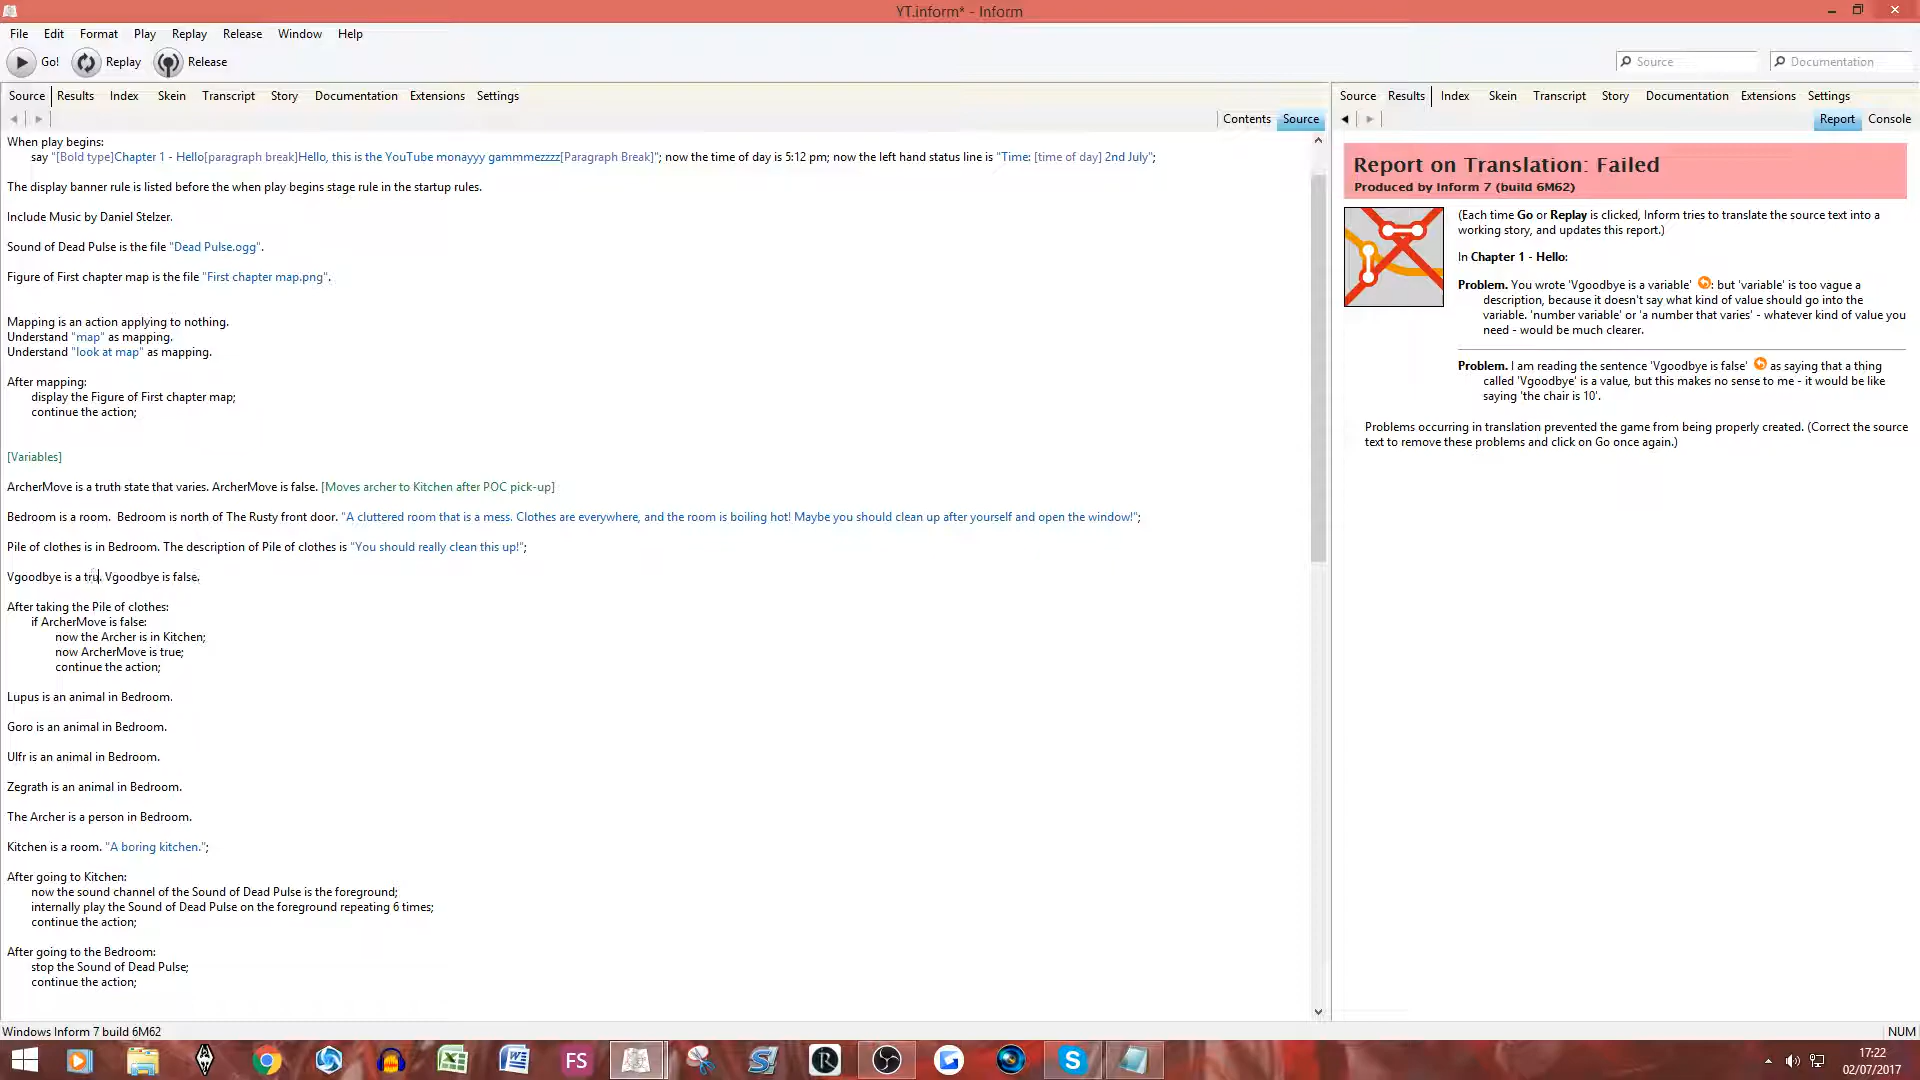 YT.inform* - Inform
File Edit Format Play Replay Release Window Help
Go! Replay Release
Source Documentation
Source Results Index Skein Transcript Story Documentation Extensions Settings
Contents Source
When play begins:
say "[Bold type]Chapter 1 - Hello[paragraph break]Hello, this is the YouTube monayyy gammmezzzz[Paragraph Break]"; now the time of day is 5:12 pm; now the left hand status line is "Time: [time of day] 2nd July";
The display banner rule is listed before the when play begins stage rule in the startup rules.
Include Music by Daniel Stelzer.
Sound of Dead Pulse is the file "Dead Pulse.ogg".
Figure of First chapter map is the file "First chapter map.png".
Mapping is an action applying to nothing.
Understand "map" as mapping.
Understand "look at map" as mapping.
After mapping:
display the Figure of First chapter map;
continue the action;
[Variables]
ArcherMove is a truth state that varies. ArcherMove is false. [Moves archer to Kitchen after POC pick-up]
Bedroom is a room.  Bedroom is north of The Rusty front door. "A cluttered room that is a mess. Clothes are everywhere, and the room is boiling hot! Maybe you should clean up after yourself and open the window!";
Pile of clothes is in Bedroom. The description of Pile of clothes is "You should really clean this up!";
Vgoodbye is a tru. Vgoodbye is false.
After taking the Pile of clothes:
if ArcherMove is false:
now the Archer is in Kitchen;
now ArcherMove is true;
continue the action;
Lupus is an animal in Bedroom.
Goro is an animal in Bedroom.
Ulfr is an animal in Bedroom.
Zegrath is an animal in Bedroom.
The Archer is a person in Bedroom.
Kitchen is a room. "A boring kitchen.";
After going to Kitchen:
now the sound channel of the Sound of Dead Pulse is the foreground;
internally play the Sound of Dead Pulse on the foreground repeating 6 times;
continue the action;
After going to the Bedroom:
stop the Sound of Dead Pulse;
continue the action;
Source Results Index Skein Transcript Story Documentation Extensions Settings
Report Console
Report on Translation: Failed
Produced by Inform 7 (build 6M62)
(Each time Go or Replay is clicked, Inform tries to translate the source text into a
working story, and updates this report.)
In Chapter 1 - Hello:
Problem. You wrote 'Vgoodbye is a variable' : but 'variable' is too vague a
description, because it doesn't say what kind of value should go into the
variable. 'number variable' or 'a number that varies' - whatever kind of value you
need - would be much clearer.
Problem. I am reading the sentence 'Vgoodbye is false' as saying that a thing
called 'Vgoodbye' is a value, but this makes no sense to me - it would be like
saying 'the chair is 10'.
Problems occurring in translation prevented the game from being properly created. (Correct the source
text to remove these problems and click on Go once again.)
Windows Inform 7 build 6M62
NUM
FS
17:22
02/07/2017